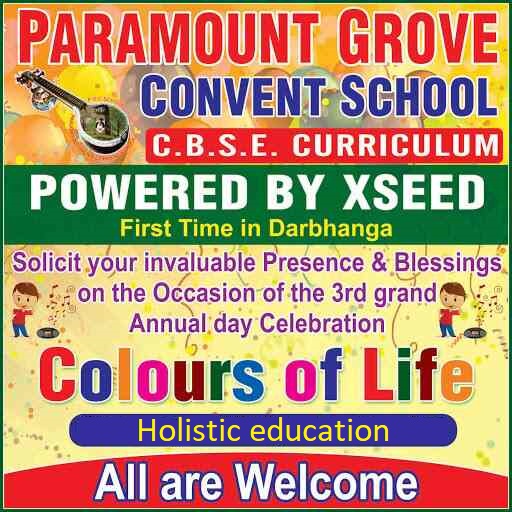 PARAMOUNT GROVE
CONVENT SCHOOL
C.B.S.E. CURRICULUM
POWERED BY XSEED
First Time in Darbhanga
Solicit your invaluable Presence & Blessings
on the Occasion of the 3rd grand
Annual day Celebration
Colours of Life
Holistic education
All are Welcome